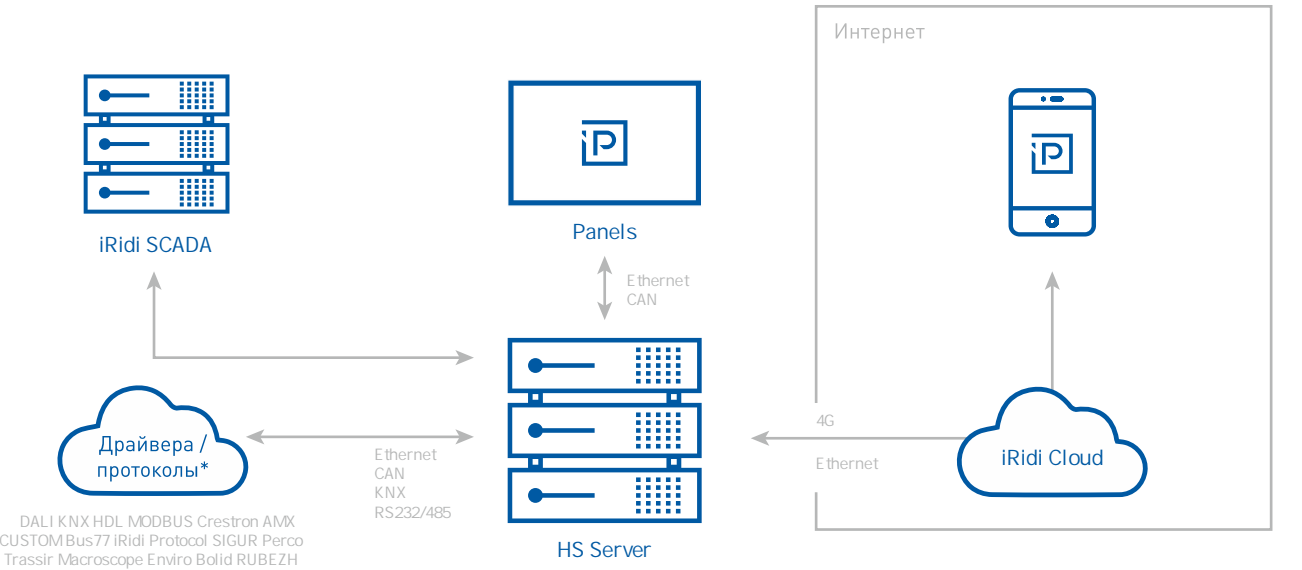 Интернет
iRidi SCADA
Panels
Ethernet
CAN
Драйвера /
протоколы*
Ethernet
CAN
KNX
RS232/485
4G
Ethernet
iRidi Cloud
DALI KNX HDL MODBUS Crestron AMX
CUSTOM Bus77 iRidi Protocol SIGUR Perco
Trassir Macroscope Enviro Bolid RUBEZH
HS Server